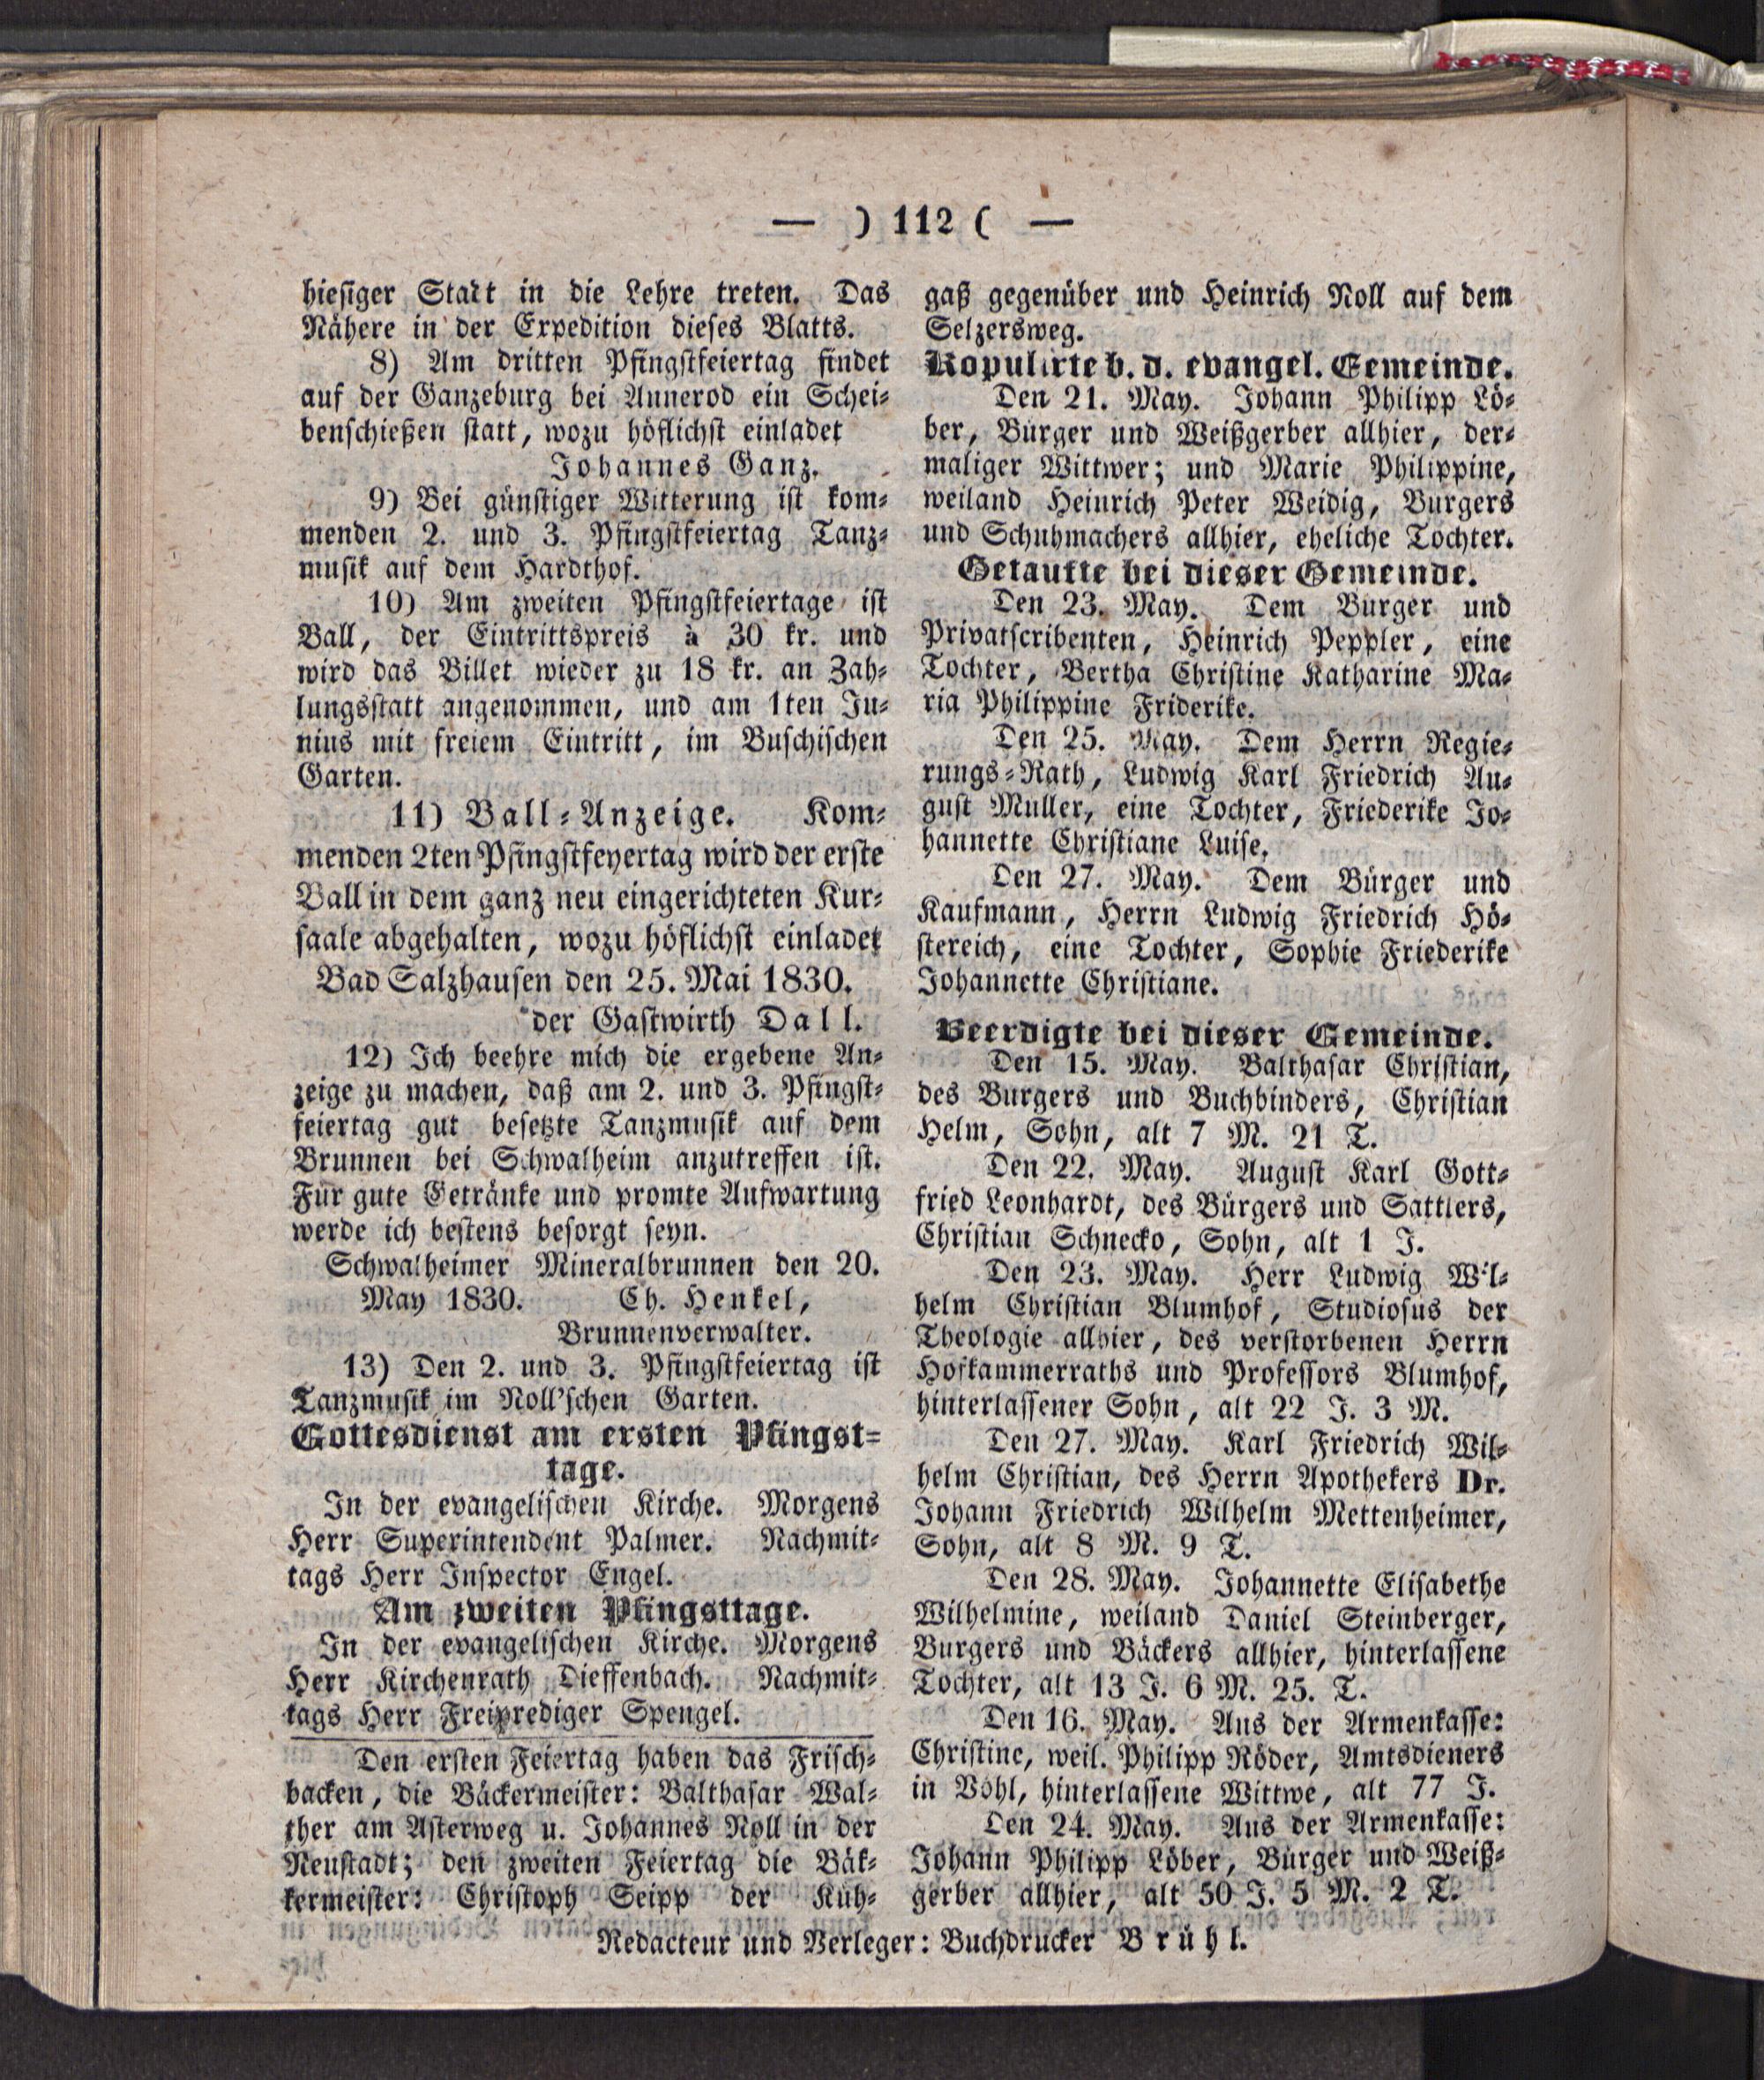 — ) 112 ( —
hiesiger Stadt in die Lehre treten. Das
Nähere in der Expedition dieses Blatts.
8) Am dritten Pfingstfeiertag findet
auf der Ganzeburg bei Annerod ein Schei-
benschießen statt, wozu höflichst einladet
Johannes Ganz.
9) Bei günstiger Witterung ist kom-
menden 2. und 3. Pfingstfeiertag Tanz-
musik auf dem Hardthof.
10) Am zweiten Pfingstfeiertage ist
Ball, der Eintrittspreis à 30 kr. und
wird das Billet wieder zu 18 kr. an Zah-
lungsstatt angenommen, und am 1ten Ju-
nius mit freiem Eintritt, im Buschischen
Garten.
11) Ball-Anzeige. Kom-
menden 2ten Pfingstfeyertag wird der erste
Ball in dem ganz neu eingerichteten Kur-
saale abgehalten, wozu höflichst einladet
Bad Salzhausen den 25. Mai 1830.
der Gastwirth Dall.
12) Ich beehre mich die ergebene An-
zeige zu machen, daß am 2. und 3. Pfingst-
feiertag gut besetzte Tanzmusik auf dem
Brunnen bei Schwalheim anzutreffen ist.
Für gute Getränke und promte Aufwartung
werde ich bestens besorgt seyn.
Schwalheimer Mineralbrunnen den 20.
May 1830. Ch. Henkel,
Brunnenverwalter.
13) Den 2. und 3. Pfingstfeiertag ist
Tanzmusik im Noll'schen Garten.
Gottesdienst am ersten Pfingst-
tage.
In der evangelischen Kirche. Morgens
Herr Superintendent Palmer. Nachmit-
tags Herr Inspector Engel.
Am zweiten Pfingsttage.
In der evangelischen Kirche. Morgens
Herr Kirchenrath Dieffenbach. Nachmit-
tags Herr Freiprediger Spengel.
Den ersten Feiertag haben das Frisch-
backen, die Bäckermeister: Balthasar Wal-
ther am Asterweg u. Johannes Noll in der
Neustadt; den zweiten Feiertag die Bäk-
kermeister: Christoph Seipp der Küh-
gaß gegenüber und Heinrich Noll auf dem
Selzersweg.
Kopulirte b. d. evangel. Gemeinde.
Den 21. May. Johann Philipp Lö-
ber, Bürger und Weißgerber allhier, der-
maliger Wittwer; und Marie Philippine,
weiland Heinrich Peter Weidig, Burgers
und Schuhmachers allhier, eheliche Tochter.
Getaufte bei dieser Gemeinde.
Den 23. May. Dem Burger und
Privatscribenten, Heinrich Peppler, eine
Tochter, Bertha Christine Katharine Ma-
ria Philippine Friderike.
Den 25. May. Dem Herrn Regie-
rungs-Rath, Ludwig Karl Friedrich Au-
gust Muller, eine Tochter, Friederike Jo-
hannette Christiane Luise.
Den 27. May. Dem Bürger und
Kaufmann, Herrn Ludwig Friedrich Hö-
stereich, eine Tochter, Sophie Friederike
Johannette Christiane.
Beerdigte bei dieser Gemeinde.
Den 15. May. Balthasar Christian,
des Burgers und Buchbinders, Christian
Helm, Sohn, alt 7 M. 21 T.
Den 22. May. August Karl Gott-
fried Leonhardt, des Bürgers und Sattlers,
Christian Schnecko, Sohn, alt 1 J.
Den 23. May. Herr Ludwig Wil-
helm Christian Blumhof, Studiosus der
Theologie allhier, des verstorbenen Herrn
Hofkammerraths und Professors Blumhof,
hinterlassener Sohn, alt 22 J. 3 M.
Den 27. May. Karl Friedrich Wil-
helm Christian, des Herrn Apothekers Dr.
Johann Friedrich Wilhelm Mettenheimer,
Sohn, alt 8 M. 9 T.
Den 28. May. Johannette Elisabethe
Wilhelmine, weiland Daniel Steinberger,
Burgers und Bäckers allhier, hinterlassene
Tochter, alt 13 J. 6 M. 25. T.
Den 16. May. Aus der Armenkasse:
Christine, weil. Philipp Röder, Amtsdieners
in Vöhl, hinterlassene Wittwe, alt 77 J.
Den 24. May. Aus der Armenkasse:
Johann Philipp Löber, Bürger und Weiß-
gerber allhier, alt 50 J. 5 M. 2 T.
Redacteur und Verleger: Buchdrucker Brühl.